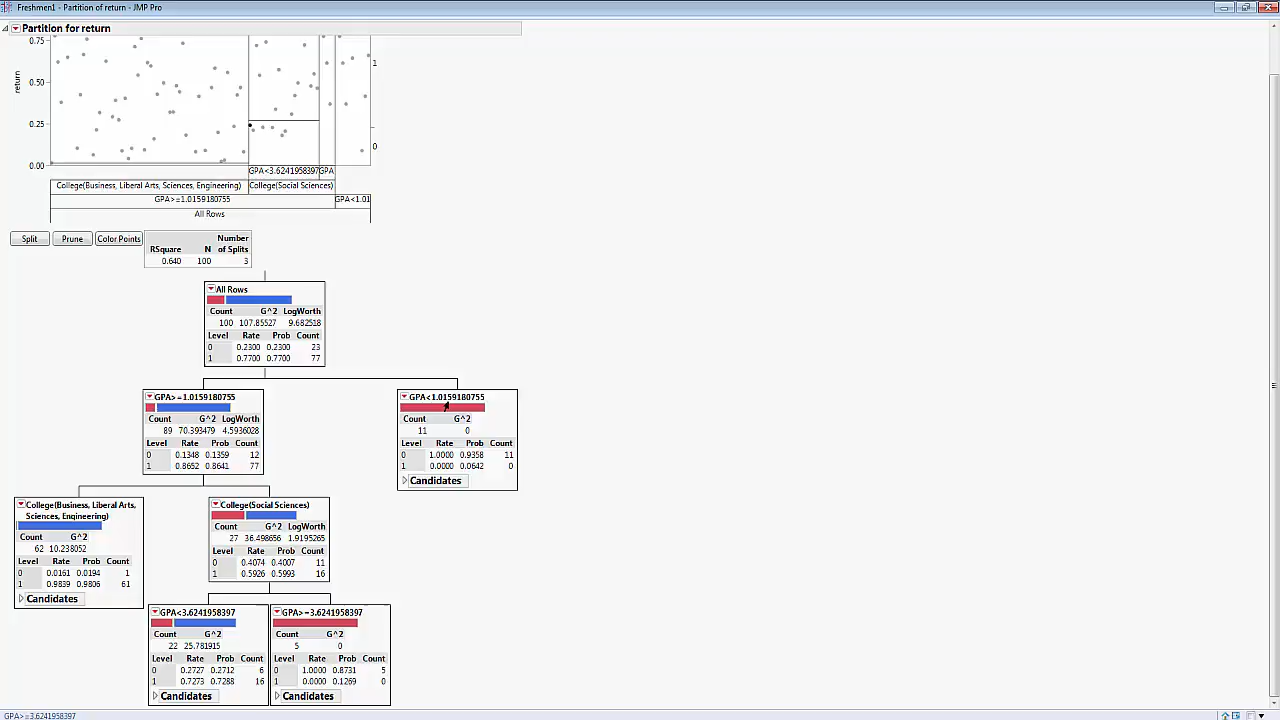 Freshmen1 - Partition of return - JMP Pro
Partition for return
0.75
0.50
0.25
0.00
return
1
0
GPA<3.6241958397 GPA
College(Business, Liberal Arts, Sciences, Engineering) College(Social Sciences)
GPA>=1.0159180755 GPA<1.01
All Rows
Split Prune Color Points
Number
RSquare N of Splits
0.640 100 3
All Rows
Count G^2 LogWorth
100 107.85527 9.682518
Level Rate Prob Count
0 0.2300 0.2300 23
1 0.7700 0.7700 77
GPA>=1.0159180755
Count G^2 LogWorth
89 70.393479 4.5936028
Level Rate Prob Count
0 0.1348 0.1359 12
1 0.8652 0.8641 77
GPA<1.0159180755
Count G^2
11 0
Level Rate Prob Count
0 1.0000 0.9358 11
1 0.0000 0.0642 0
Candidates
College(Business, Liberal Arts,
Sciences, Engineering)
Count G^2
62 10.238052
Level Rate Prob Count
0 0.0161 0.0194 1
1 0.9839 0.9806 61
Candidates
College(Social Sciences)
Count G^2 LogWorth
27 36.498656 1.9195265
Level Rate Prob Count
0 0.4074 0.4007 11
1 0.5926 0.5993 16
GPA<3.6241958397
Count G^2
22 25.781915
Level Rate Prob Count
0 0.2727 0.2712 6
1 0.7273 0.7288 16
Candidates
GPA>=3.6241958397
Count G^2
5 0
Level Rate Prob Count
0 1.0000 0.8731 5
1 0.0000 0.1269 0
Candidates
GPA>=3.6241958397